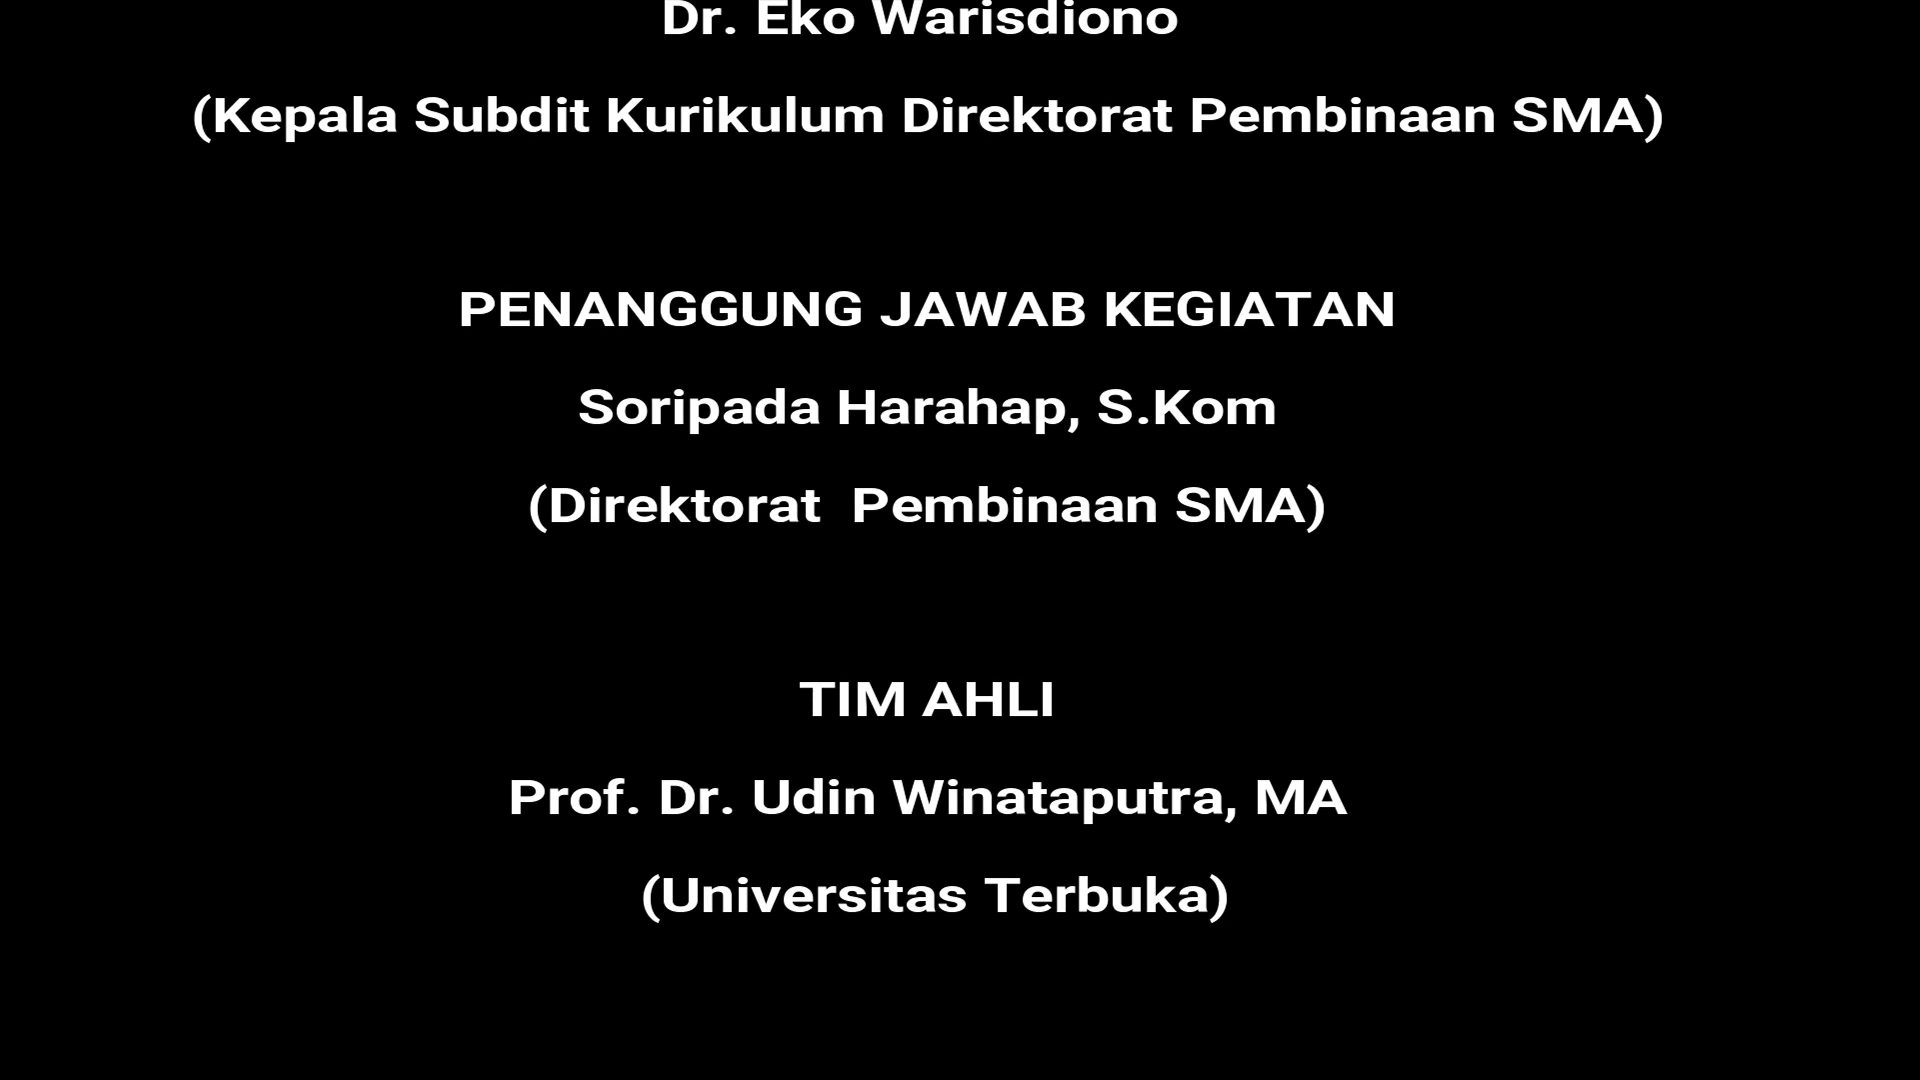 Dr. Eko Warisdiono
(Kepala Subdit Kurikulum Direktorat Pembinaan SMA)
PENANGGUNG JAWAB KEGIATAN
Soripada Harahap, S.Kom
(Direktorat  Pembinaan SMA)
TIM AHLI
Prof. Dr. Udin Winataputra, MA
(Universitas Terbuka)